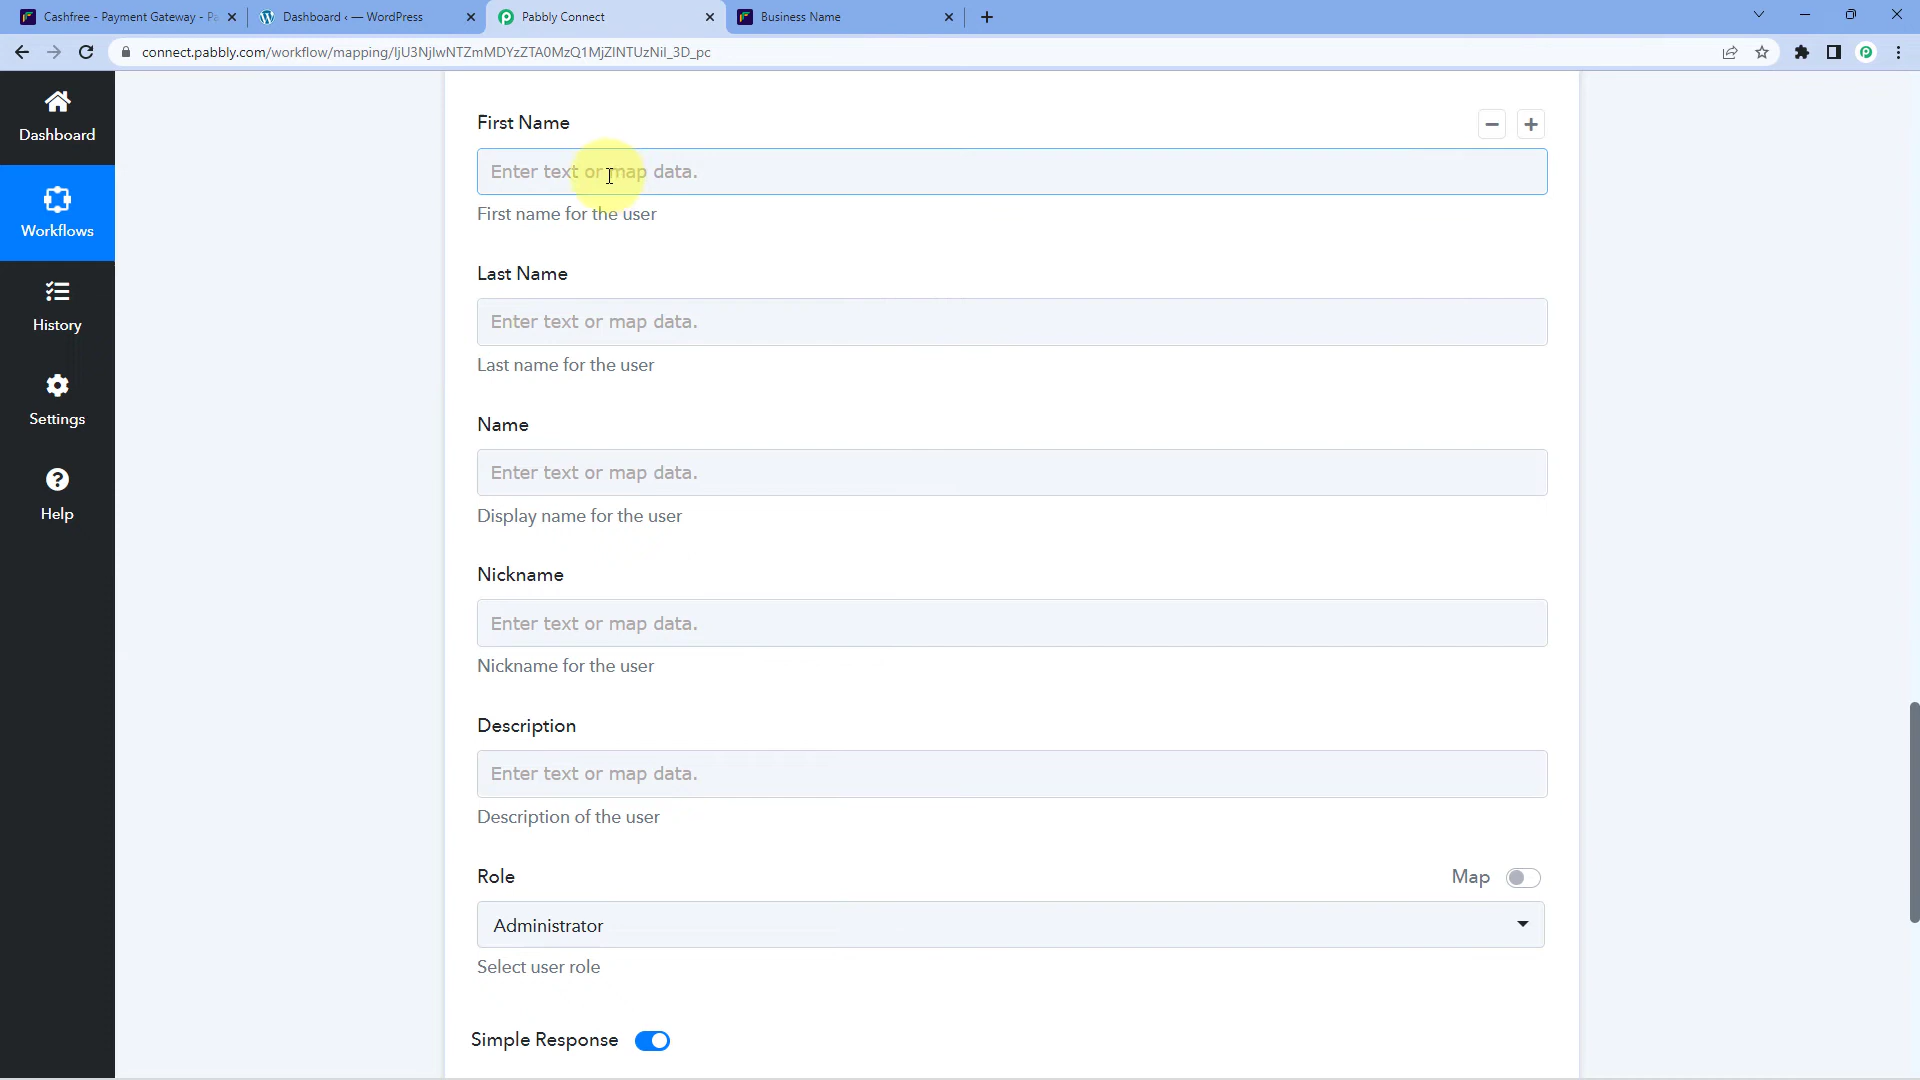 Cashfree - Payment Gateway - Pa
Dashboard ‹ — WordPress
Pabbly Connect
Business Name
connect.pabbly.com/workflow/mapping/IjU3NjIwNTZmMDYzZTA0MzQ1MjZlNTUzNiI_3D_pc
Dashboard
Workflows
History
Settings
Help
First Name
Enter text or map data.
First name for the user
Last Name
Enter text or map data.
Last name for the user
Name
Enter text or map data.
Display name for the user
Nickname
Enter text or map data.
Nickname for the user
Description
Enter text or map data.
Description of the user
Role
Map
Administrator
Select user role
Simple Response